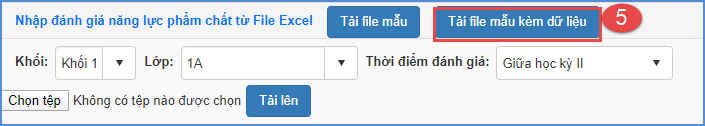 Nhập đánh giá năng lực phẩm chất từ File Excel Tải file mẫu Tải file mẫu kèm dữ liệu 5
Khối: Khối 1 Lớp: 1A Thời điểm đánh giá: Giữa học kỳ II
Chọn tệp Không có tệp nào được chọn Tải lên